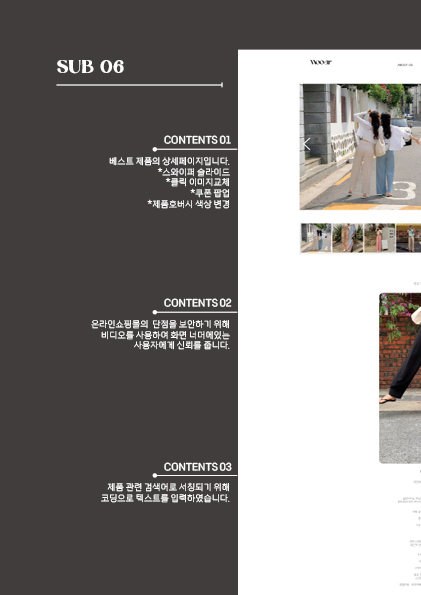 SUB 06
CONTENTS 01
베스트 제품의 상세페이지입니다.
*스와이퍼 슬라이드
*클릭 이미지교체
*쿠폰 팝업
*제품호버시 색상 변경
CONTENTS 02
온라인쇼핑몰의 단점을 보안하기 위해
비디오를 사용하여 화면 너머에있는
사용자에게 신뢰를 줍니다.
CONTENTS 03
제품 관련 검색어로 서칭되기 위해
코딩으로 텍스트를 입력하였습니다.